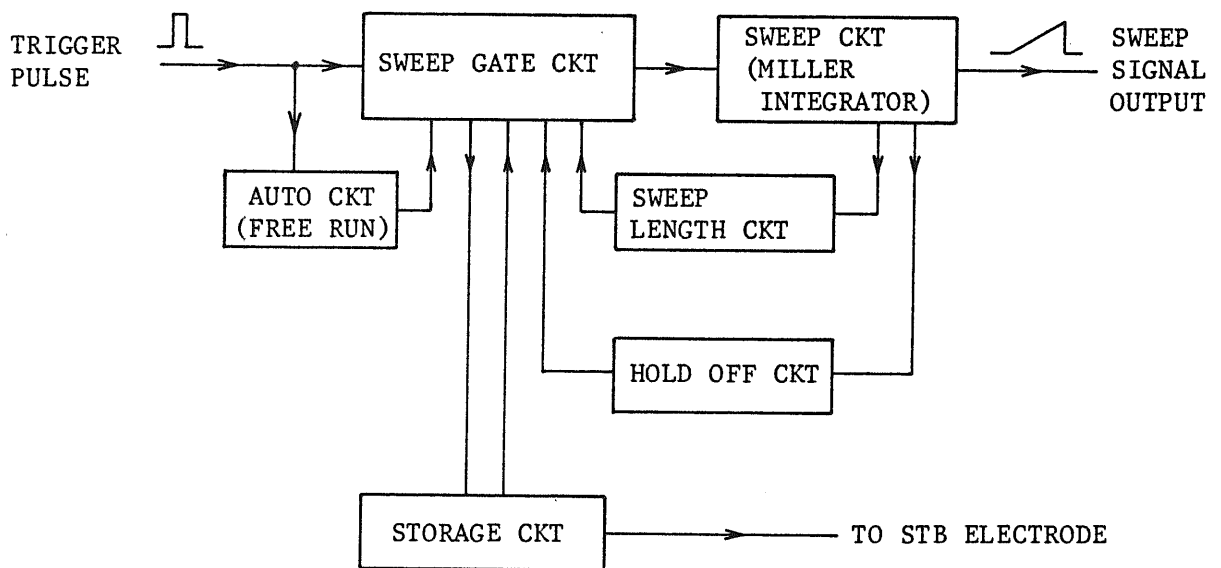 TRIGGER
PULSE
SWEEP GATE CKT
SWEEP CKT
(MILLER
INTEGRATOR)
SWEEP
SIGNAL
OUTPUT
AUTO CKT
(FREE RUN)
SWEEP
LENGTH CKT
HOLD OFF CKT
STORAGE CKT
TO STB ELECTRODE